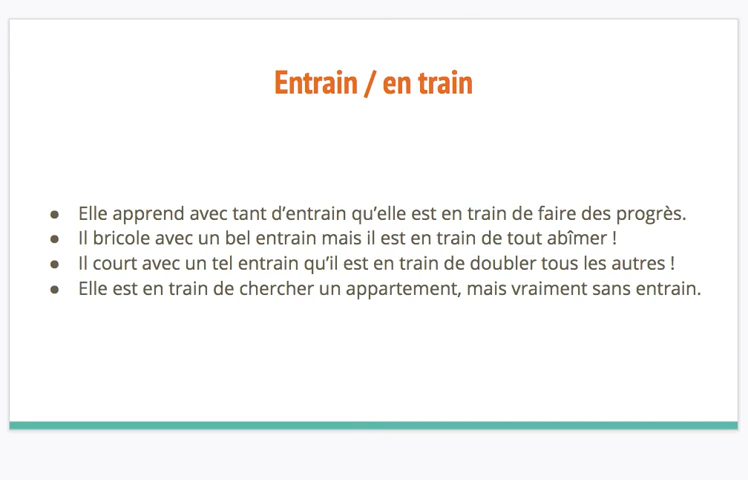 Entrain / en train
● Elle apprend avec tant d’entrain qu’elle est en train de faire des progrès.
● Il bricole avec un bel entrain mais il est en train de tout abîmer !
● Il court avec un tel entrain qu’il est en train de doubler tous les autres !
● Elle est en train de chercher un appartement, mais vraiment sans entrain.